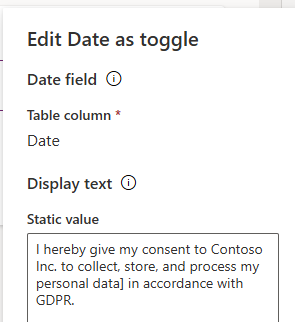 Edit Date as toggle
Date field
Table column *
Date
Display text
Static value
I hereby give my consent to Contoso
Inc. to collect, store, and process my
personal data] in accordance with
GDPR.